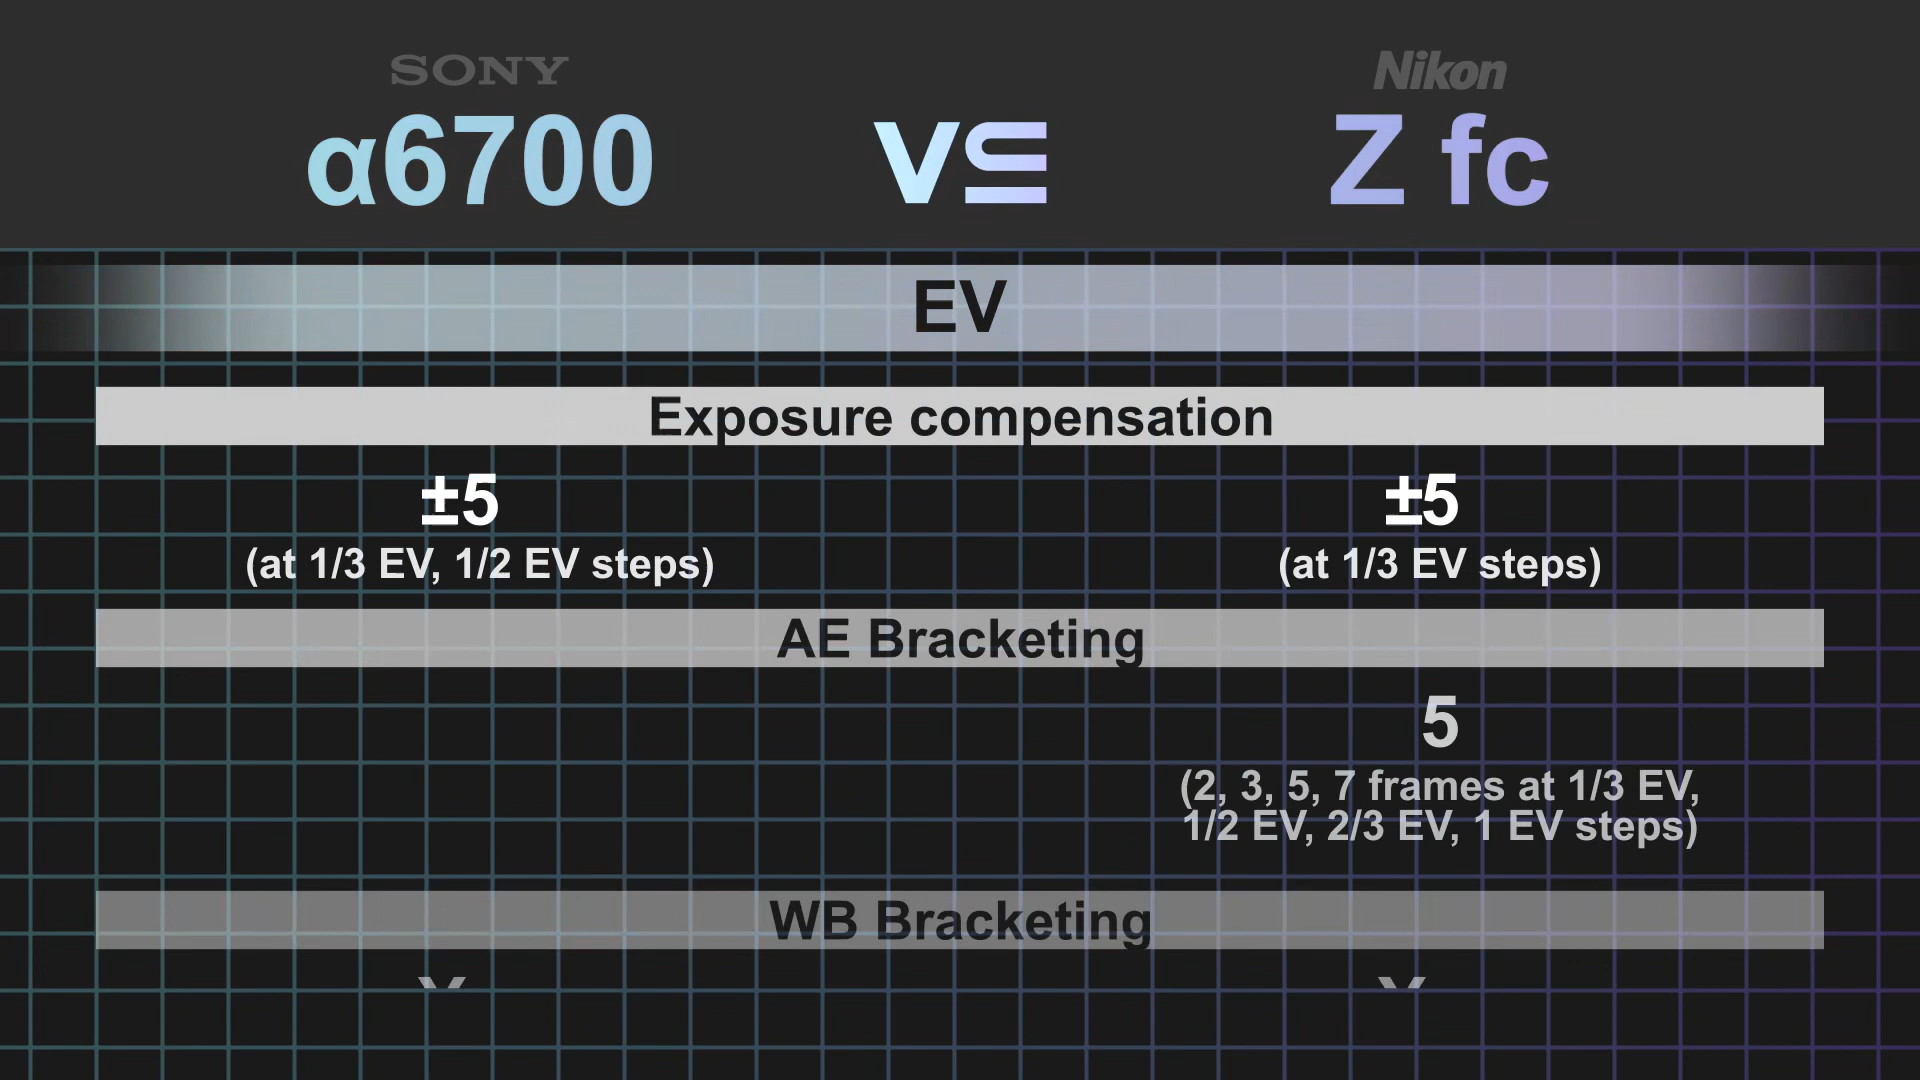 SONY
α6700
VS
Nikon
Z fc
EV
Exposure compensation
±5
±5
(at 1/3 EV, 1/2 EV steps)
(at 1/3 EV steps)
AE Bracketing
5
(2, 3, 5, 7 frames at 1/3 EV,
1/2 EV, 2/3 EV, 1 EV steps)
WB Bracketing